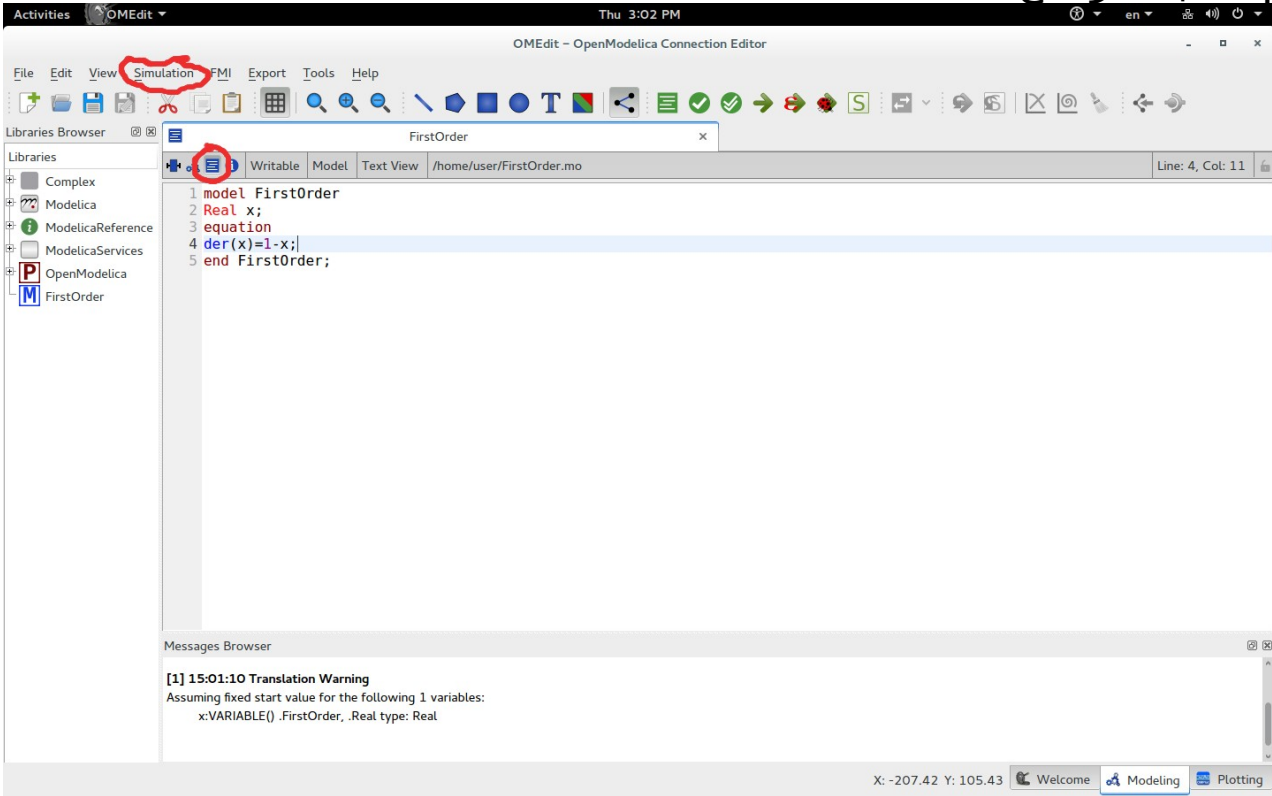 Activities OMEdit Thu 3:02 PM en
OMEdit – OpenModelica Connection Editor
File Edit View Simulation FMI Export Tools Help
T S
Libraries Browser FirstOrder
Libraries
Writable Model Text View /home/user/FirstOrder.mo Line: 4, Col: 11
Complex
Modelica
ModelicaReference
ModelicaServices
P OpenModelica
M FirstOrder
1 model FirstOrder
2 Real x;
3 equation
4 der(x)=1-x;
5 end FirstOrder;
Messages Browser
[1] 15:01:10 Translation Warning
Assuming fixed start value for the following 1 variables:
x:VARIABLE() .FirstOrder, .Real type: Real
X: -207.42 Y: 105.43 Welcome Modeling Plotting